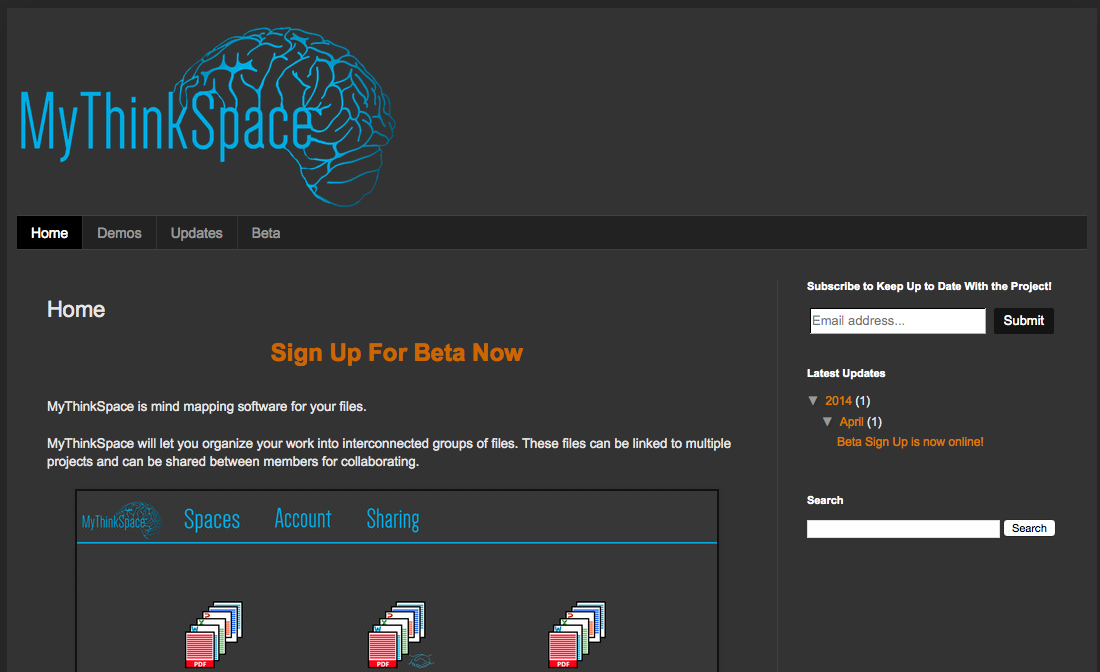 MyThinkSpace
Home
Demos
Updates
Beta
Home
Sign Up For Beta Now
MyThinkSpace is mind mapping software for your files.
MyThinkSpace will let you organize your work into interconnected groups of files. These files can be linked to multiple
projects and can be shared between members for collaborating.
MyThinkSpace
Spaces
Account
Sharing
PDF
PDF
PDF
Subscribe to Keep Up to Date With the Project!
Email address...
Submit
Latest Updates
▼ 2014 (1)
▼ April (1)
Beta Sign Up is now online!
Search
Search